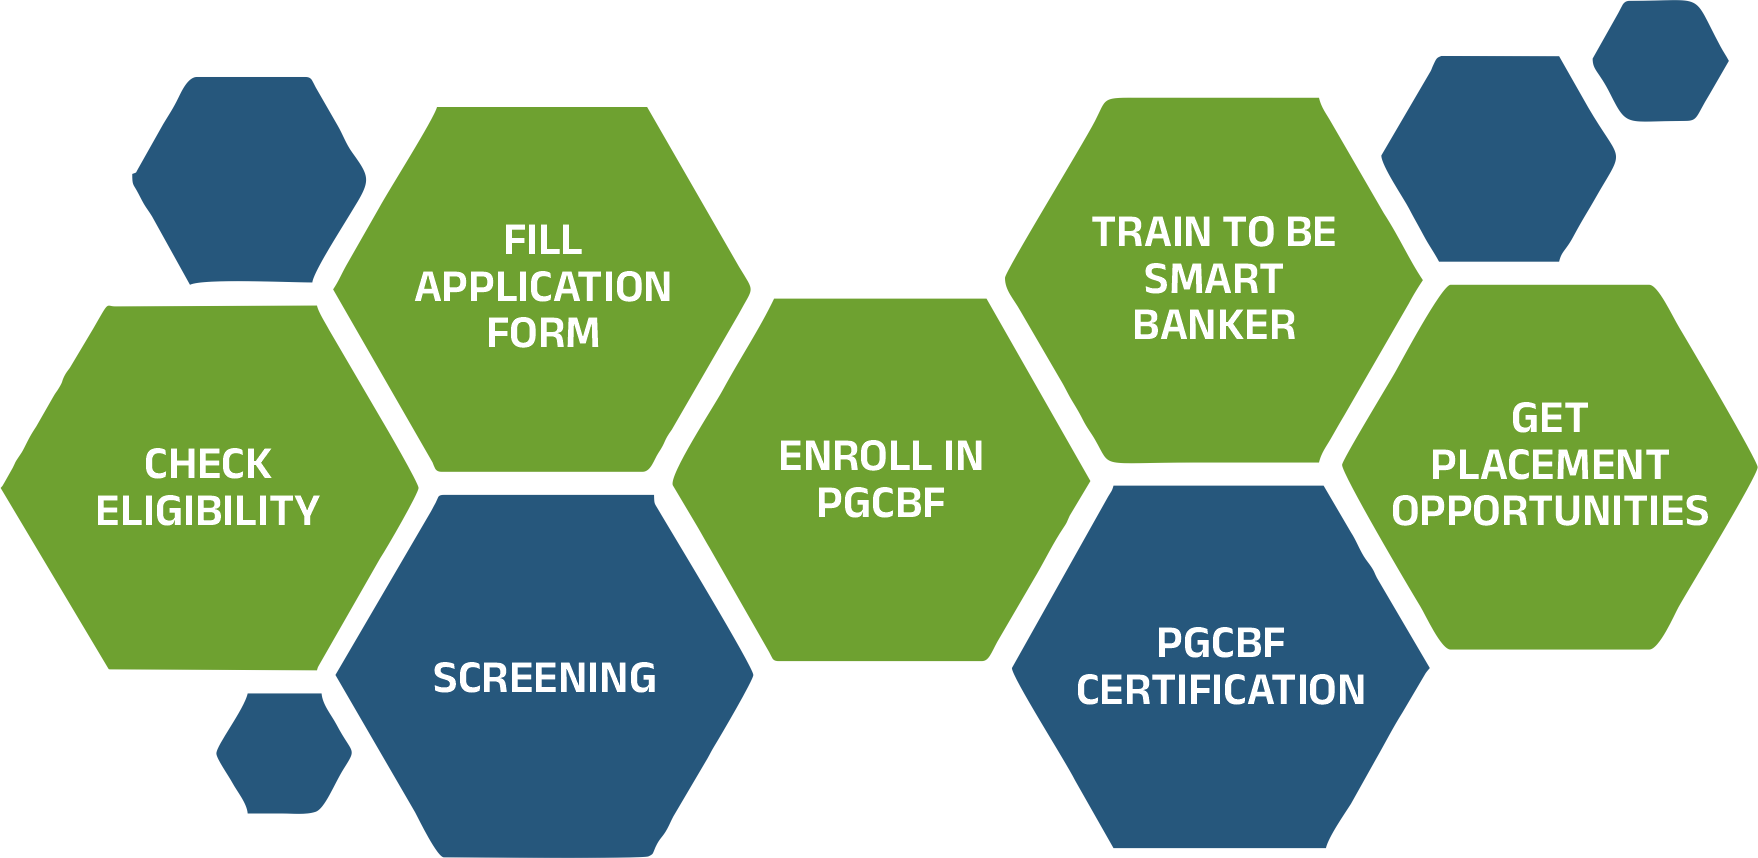 CHECK
ELIGIBILITY
FILL
APPLICATION
FORM
SCREENING
ENROLL IN
PGCBF
TRAIN TO BE
SMART
BANKER
PGCBF
CERTIFICATION
GET
PLACEMENT
OPPORTUNITIES